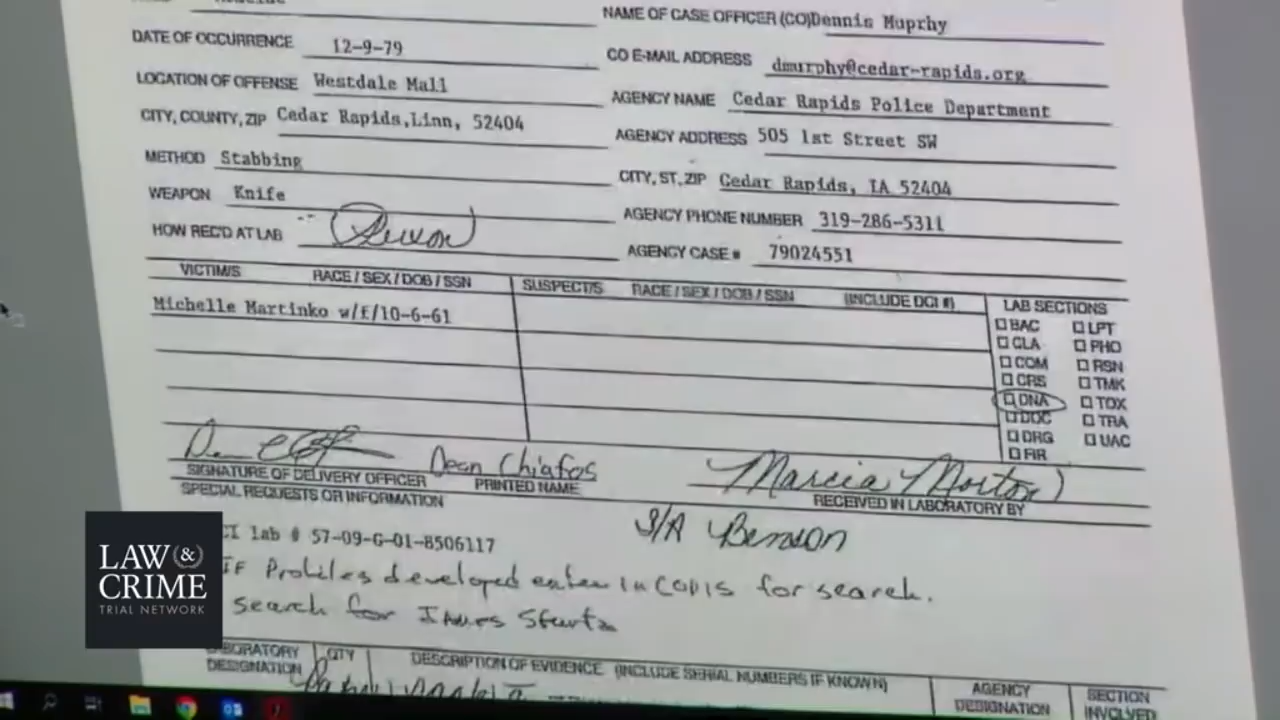 NAME OF CASE OFFICER (CO) Dennis Muprhy
DATE OF OCCURRENCE 12-9-79
CO E-MAIL ADDRESS dmurphy@cedar-rapids.org
LOCATION OF OFFENSE Westdale Mall
AGENCY NAME Cedar Rapids Police Department
CITY, COUNTY, ZIP Cedar Rapids,Linn, 52404
AGENCY ADDRESS 505 1st Street SW
METHOD Stabbing
CITY, ST, ZIP Cedar Rapids, IA 52404
WEAPON Knife
AGENCY PHONE NUMBER 319-286-5311
HOW REC'D AT LAB
AGENCY CASE # 79024551
VICTIM/S RACE / SEX / DOB / SSN
SUSPECT/S RACE / SEX / DOB / SSN (INCLUDE DCI #)
LAB SECTIONS
Michelle Martinko w/f/10-6-61
BAC LPT
CLA PHO
COM RSN
CRS TMK
DNA TOX
DOC TRA
DRG UAC
FIR
Dean Chiafos
Marcia Morton
SIGNATURE OF DELIVERY OFFICER PRINTED NAME
RECEIVED IN LABORATORY BY
SPECIAL REQUESTS OR INFORMATION
S/A Benson
CI lab # 57-09-G-01-8506117
IF Profiles developed enter in CODIS for search.
search for James
LABORATORY DESIGNATION
QTY
DESCRIPTION OF EVIDENCE (INCLUDE SERIAL NUMBERS IF KNOWN)
AGENCY DESIGNATION
SECTION INVOLVED
LAW & CRIME
TRIAL NETWORK